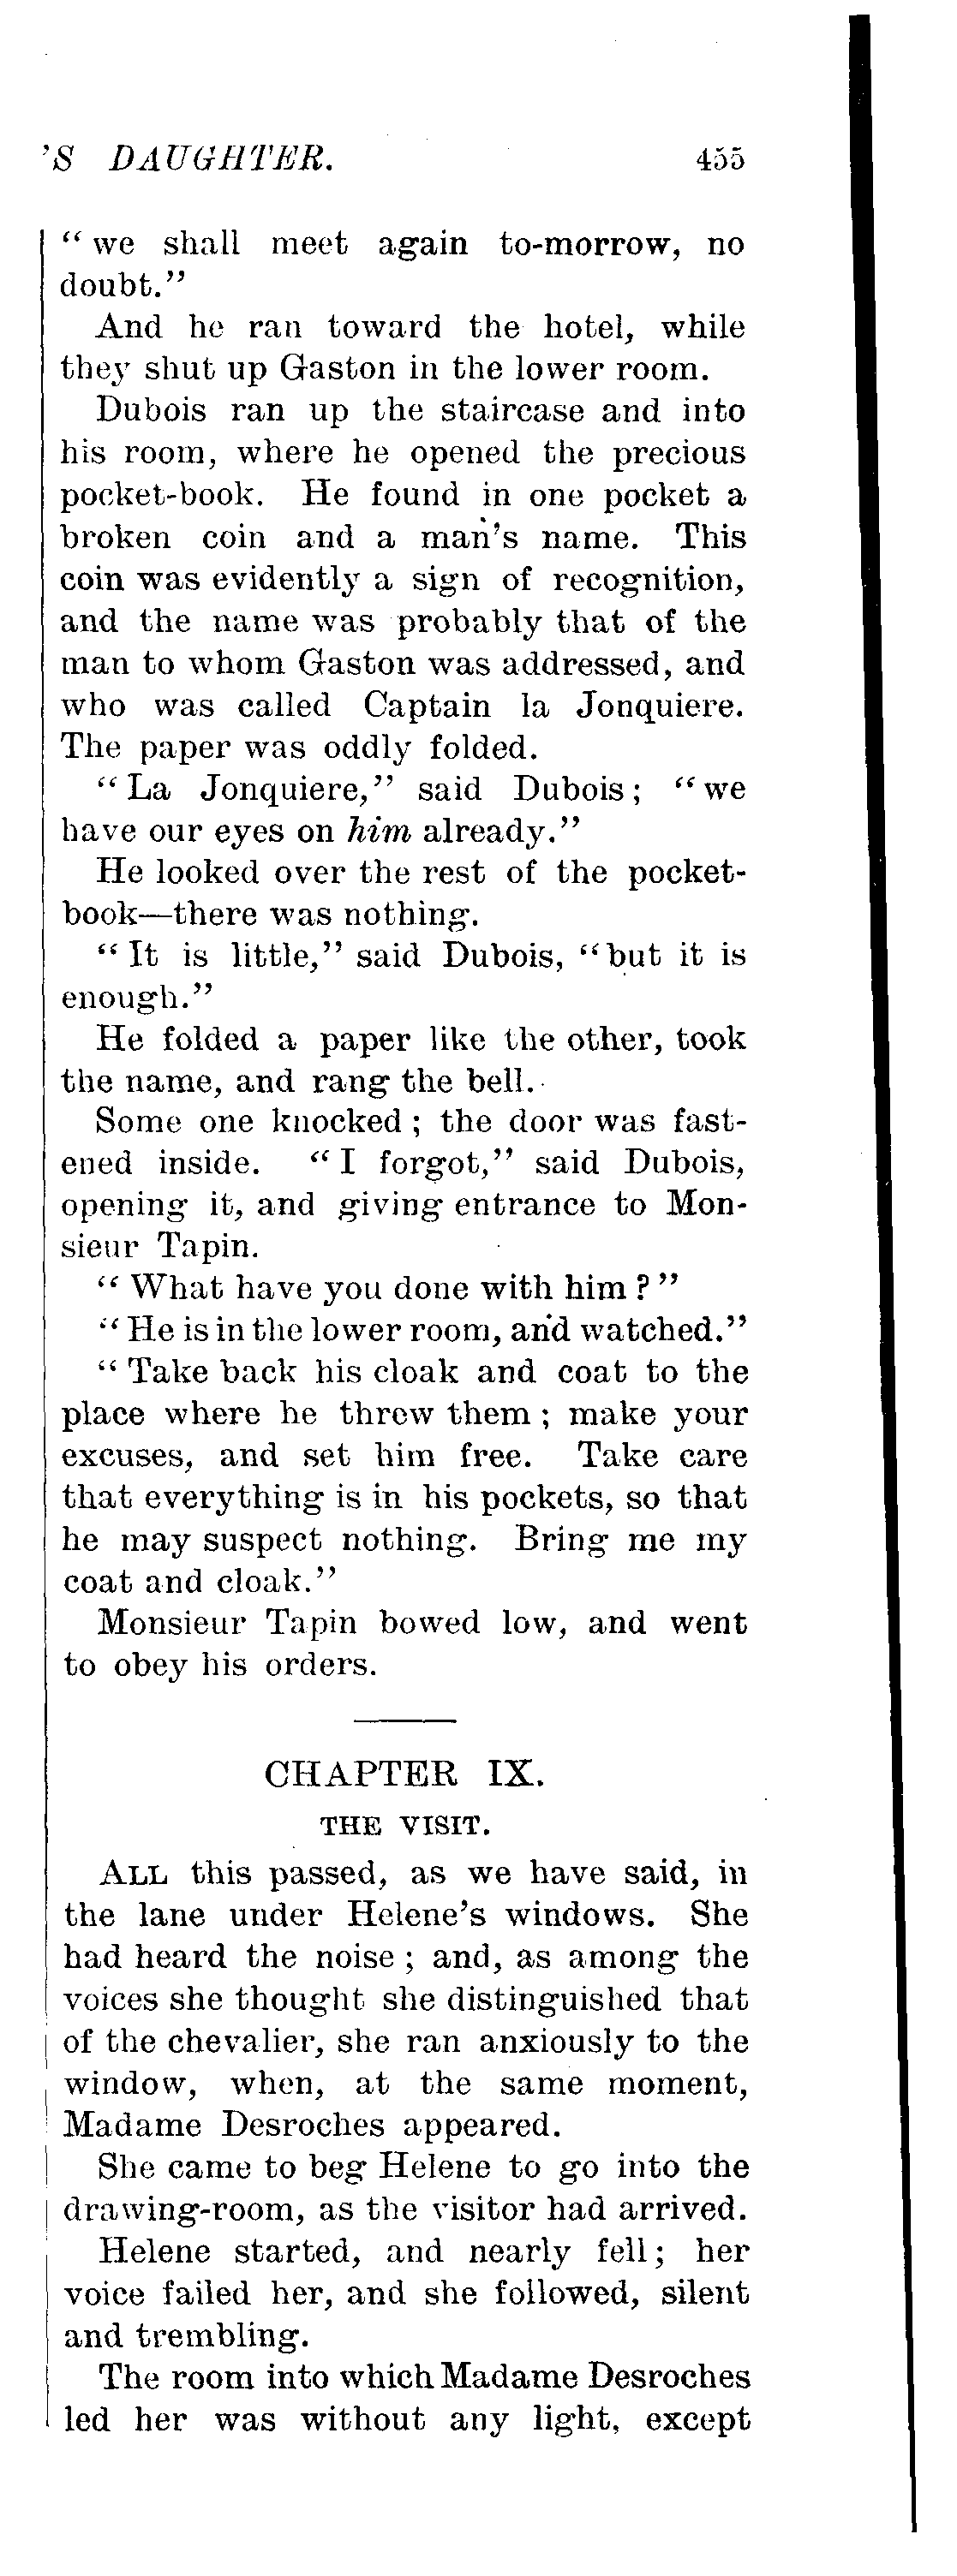 'S DAUGHTER. 455
“we shall meet again to-morrow, no
doubt.”
And he ran toward the hotel, while
they shut up Gaston in the lower room.
Dubois ran up the staircase and into
his room, where he opened the precious
pocket-book. He found in one pocket a
broken coin and a man's name. This
coin was evidently a sign of recognition,
and the name was probably that of the
man to whom Gaston was addressed, and
who was called Captain la Jonquiere.
The paper was oddly folded.
“La Jonquiere,” said Dubois; “we
have our eyes on him already.”
He looked over the rest of the pocket-
book—there was nothing.
“It is little,” said Dubois, “but it is
enough.”
He folded a paper like the other, took
the name, and rang the bell.
Some one knocked; the door was fast-
ened inside. “I forgot,” said Dubois,
opening it, and giving entrance to Mon-
sieur Tapin.
“What have you done with him?”
“He is in the lower room, and watched.”
“Take back his cloak and coat to the
place where he threw them; make your
excuses, and set him free. Take care
that everything is in his pockets, so that
he may suspect nothing. Bring me my
coat and cloak.”
Monsieur Tapin bowed low, and went
to obey his orders.
CHAPTER IX.
THE VISIT.
ALL this passed, as we have said, in
the lane under Helene's windows. She
had heard the noise; and, as among the
voices she thought she distinguished that
of the chevalier, she ran anxiously to the
window, when, at the same moment,
Madame Desroches appeared.
She came to beg Helene to go into the
drawing-room, as the visitor had arrived.
Helene started, and nearly fell; her
voice failed her, and she followed, silent
and trembling.
The room into which Madame Desroches
led her was without any light, except